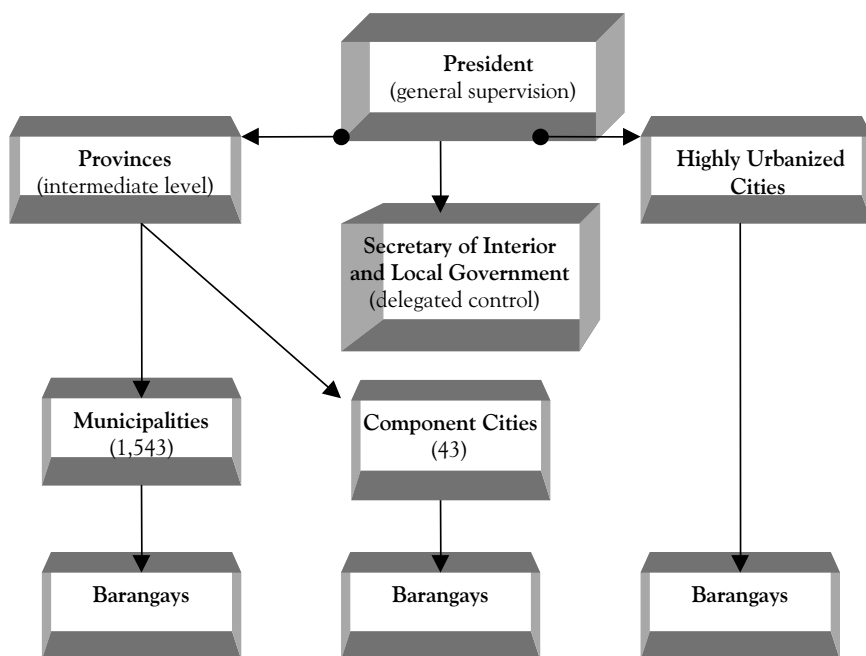 President
(general supervision)
Provinces
(intermediate level)
Highly Urbanized
Cities
Secretary of Interior
and Local Government
(delegated control)
Municipalities
(1,543)
Component Cities
(43)
Barangays
Barangays
Barangays